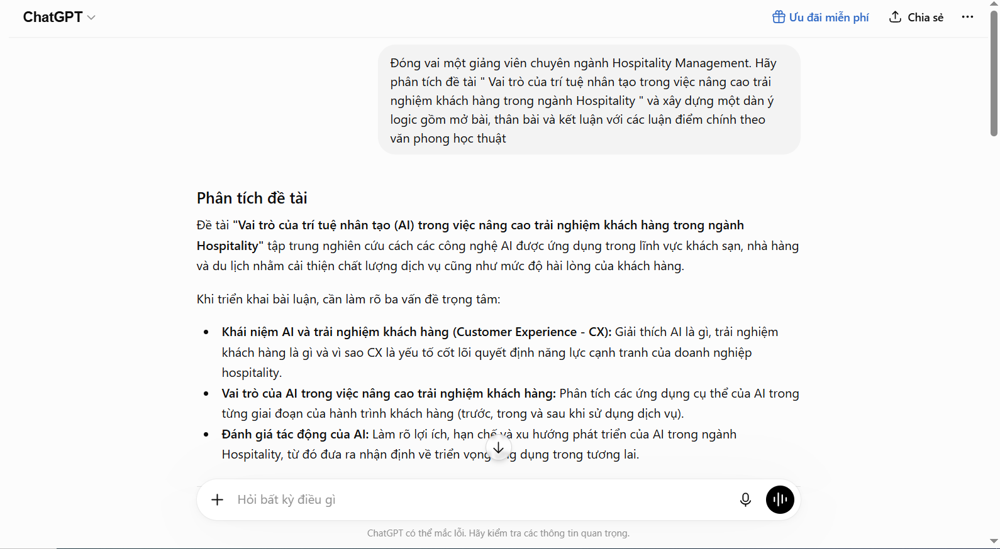 ChatGPT
Ưu đãi miễn phí
Chia sẻ
Đóng vai một giảng viên chuyên ngành Hospitality Management. Hãy
phân tích đề tài " Vai trò của trí tuệ nhân tạo trong việc nâng cao trải
nghiệm khách hàng trong ngành Hospitality " và xây dựng một dàn ý
logic gồm mở bài, thân bài và kết luận với các luận điểm chính theo
văn phong học thuật
Phân tích đề tài
Đề tài "Vai trò của trí tuệ nhân tạo (AI) trong việc nâng cao trải nghiệm khách hàng trong ngành
Hospitality" tập trung nghiên cứu cách các công nghệ AI được ứng dụng trong lĩnh vực khách sạn, nhà hàng
và du lịch nhằm cải thiện chất lượng dịch vụ cũng như mức độ hài lòng của khách hàng.
Khi triển khai bài luận, cần làm rõ ba vấn đề trọng tâm:
• Khái niệm AI và trải nghiệm khách hàng (Customer Experience - CX): Giải thích AI là gì, trải nghiệm
khách hàng là gì và vì sao CX là yếu tố cốt lõi quyết định năng lực cạnh tranh của doanh nghiệp
hospitality.
• Vai trò của AI trong việc nâng cao trải nghiệm khách hàng: Phân tích các ứng dụng cụ thể của AI trong
từng giai đoạn của hành trình khách hàng (trước, trong và sau khi sử dụng dịch vụ).
• Đánh giá tác động của AI: Làm rõ lợi ích, hạn chế và xu hướng phát triển của AI trong ngành
Hospitality, từ đó đưa ra nhận định về triển vọng dụng trong tương lai.
Hỏi bất kỳ điều gì
ChatGPT có thể mắc lỗi. Hãy kiểm tra các thông tin quan trọng.